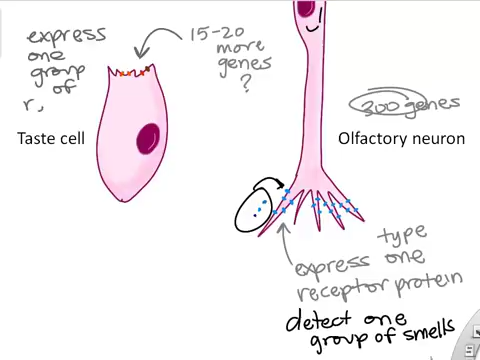 express
one
group
of
r,
15-20
more
genes
?
300 genes
Taste cell
Olfactory neuron
type
express one
receptor protein
detect one
group of smells